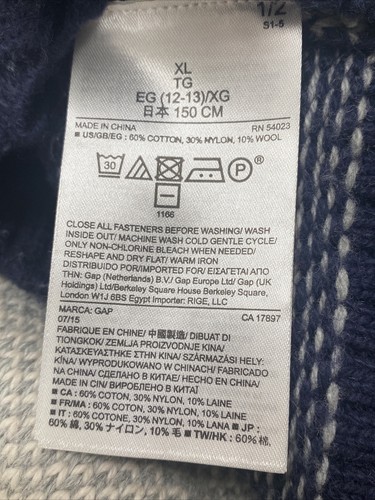 1/2
S1-5
XL
TG
EG (12-13)/XG
日本 150 CM
MADE IN CHINA RN 54023
■ US/GB/EG : 60% COTTON, 30% NYLON, 10% WOOL
30 P ®
1166
CLOSE ALL FASTENERS BEFORE WASHING/ WASH
INSIDE OUT/ MACHINE WASH COLD GENTLE CYCLE/
ONLY NON-CHLORINE BLEACH WHEN NEEDED/
RESHAPE AND DRY FLAT/ WARM IRON
DISTRIBUIDO POR/IMPORTED FOR/ ΕΙΣΑΓΕΤΑΙ ΑΠΟ
THN: Gap (Netherlands) B.V./ Gap Europe Ltd/ Gap (UK
Holdings) Ltd/Berkeley Square House Berkeley Square,
London W1J 6BS Egypt Importer: RIGE, LLC
MARCA: GAP CA 17897
07/15
FABRIQUE EN CHINE/ 中國製造/ DIBUAT DI
TIONGKOK/ ZEMLJA PROIZVODNJE KINA/
ΚΑΤΑΣΚΕΥΑΣΤΗΚΕ ΣΤΗΝ ΚΙΝΑ/ SZÁRMAZÁSI HELY:
KÍNA/ WYPRODUKOWANO W CHINACH/ FABRICADO
NA CHINA/ СДЕЛАНО В КИТАЕ/ HECHO EN CHINA/
MADE IN CIN/ ВИРОБЛЕНО В КИТАЇ
■ CA : 60% COTON, 30% NYLON, 10% LAINE
■ FR/MA : 60% COTON, 30% NYLON, 10% LAINE
■ IT : 60% COTONE, 30% NYLON, 10% LANA ■ JP :
60% 綿, 30% ナイロン, 10% 毛 ■ TW/HK : 60% 棉,